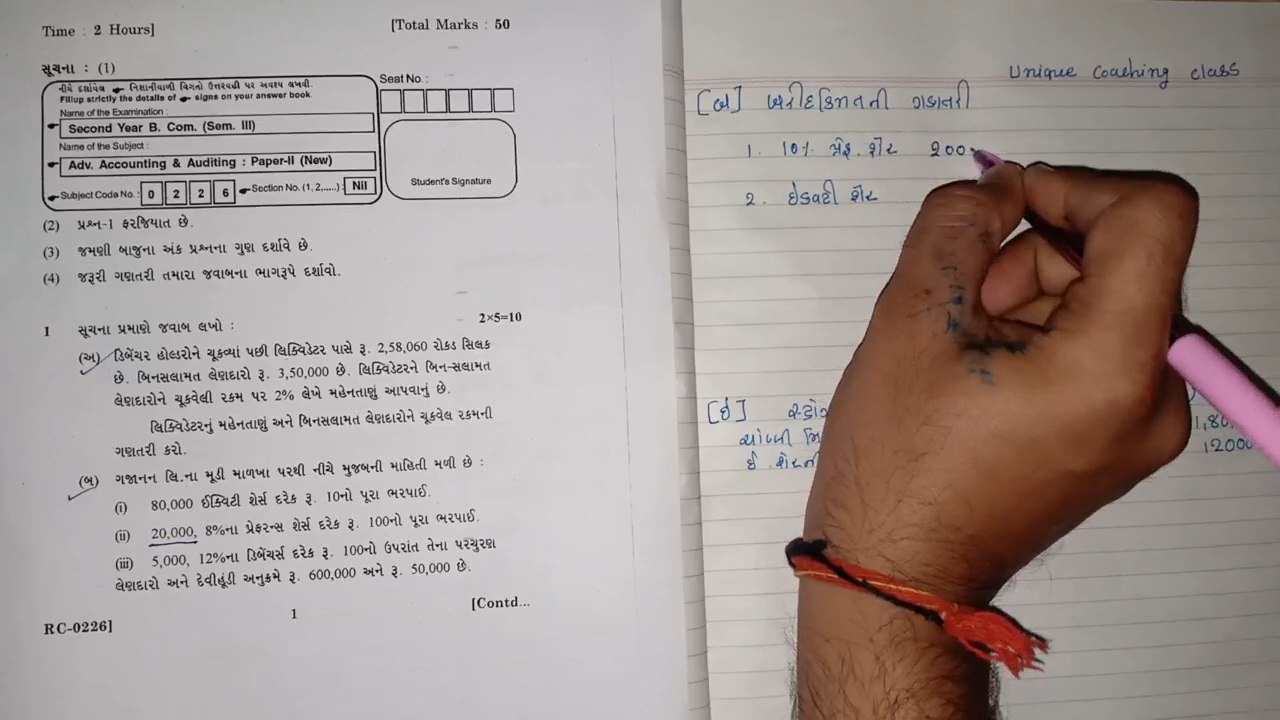 Time : 2 Hours]
[Total Marks : 50
સૂચના : (1)
નીચે દર્શાવેલ ☛ નિશાનીવાળી વિગતો ઉત્તરવહી પર અવશ્ય લખવી.
Fillup strictly the details of ☛ signs on your answer book.
Name of the Examination :
Second Year B. Com. (Sem. III)
Name of the Subject :
Adv. Accounting & Auditing : Paper-II (New)
Subject Code No.: 0 2 2 6
Section No. (1, 2,.....) : Nil
Seat No. :
Student's Signature
(2) પ્રશ્ન-1 ફરજિયાત છે.
(3) જમણી બાજુના અંક પ્રશ્નના ગુણ દર્શાવે છે.
(4) જરૂરી ગણતરી તમારા જવાબના ભાગરૂપે દર્શાવો.
1 સૂચના પ્રમાણે જવાબ લખો : 2×5=10
(અ) ડિબેંચર હોલ્ડરોને ચૂકવ્યાં પછી લિક્વિડેટર પાસે રૂ. 2,58,060 રોકડ સિલક
છે. બિનસલામત લેણદારો રૂ. 3,50,000 છે. લિક્વિડેટરને બિન-સલામત
લેણદારોને ચૂકવેલી રકમ પર 2% લેખે મહેનતાણું આપવાનું છે.
લિક્વિડેટરનું મહેનતાણું અને બિનસલામત લેણદારોને ચૂકવેલ રકમની
ગણતરી કરો.
(બ) ગજાનન લિ.ના મૂડી માળખા પરથી નીચે મુજબની માહિતી મળી છે :
(i) 80,000 ઈક્વિટી શેર્સ દરેક રૂ. 10નો પૂરા ભરપાઈ.
(ii) 20,000, 8%ના પ્રેફરન્સ શેર્સ દરેક રૂ. 100નો પૂરા ભરપાઈ.
(iii) 5,000, 12%ના ડિબેંચર્સ દરેક રૂ. 100નો ઉપરાંત તેના પરચુરણ
લેણદારો અને દેવીહૂંડી અનુક્રમે રૂ. 600,000 અને રૂ. 50,000 છે.
1
[Contd...
RC-0226]
Unique Coaching Class
[બ] ખરીદકિંમતની ગણતરી
1. 10% પ્રેફ. શેર 200
2. ઈક્વિટી શેર
[ઈ]
1,80
12000